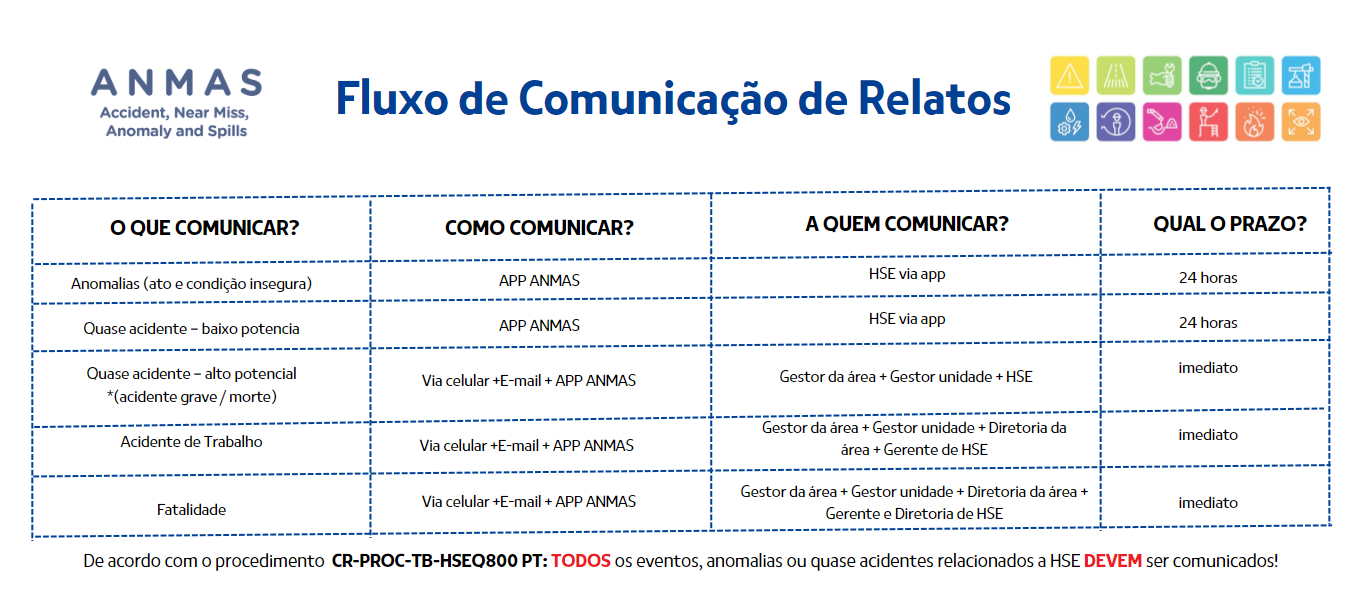 ANMAS
Accident, Near Miss,
Anomaly and Spills
Fluxo de Comunicação de Relatos
O QUE COMUNICAR?
COMO COMUNICAR?
A QUEM COMUNICAR?
QUAL O PRAZO?
Anomalias (ato e condição insegura)
APP ANMAS
HSE via app
24 horas
Quase acidente – baixo potencia
APP ANMAS
HSE via app
24 horas
Quase acidente – alto potencial
*(acidente grave / morte)
Via celular +E-mail + APP ANMAS
Gestor da área + Gestor unidade + HSE
imediato
Acidente de Trabalho
Via celular +E-mail + APP ANMAS
Gestor da área + Gestor unidade + Diretoria da
área + Gerente de HSE
imediato
Fatalidade
Via celular +E-mail + APP ANMAS
Gestor da área + Gestor unidade + Diretoria da área +
Gerente e Diretoria de HSE
imediato
De acordo com o procedimento CR-PROC-TB-HSEQ800 PT: TODOS os eventos, anomalias ou quase acidentes relacionados a HSE DEVEM ser comunicados!